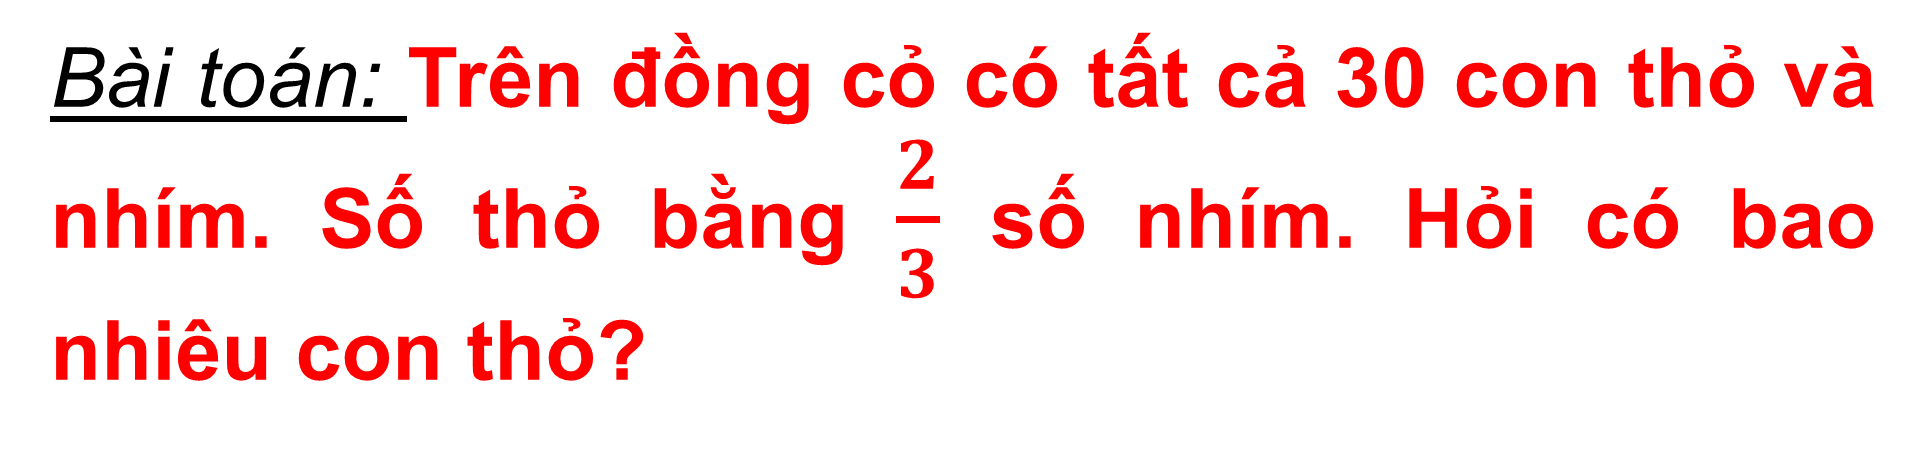 Bài toán: Trên đồng cỏ có tất cả 30 con thỏ và
nhím. Số thỏ bằng 2/3 số nhím. Hỏi có bao
nhiêu con thỏ?